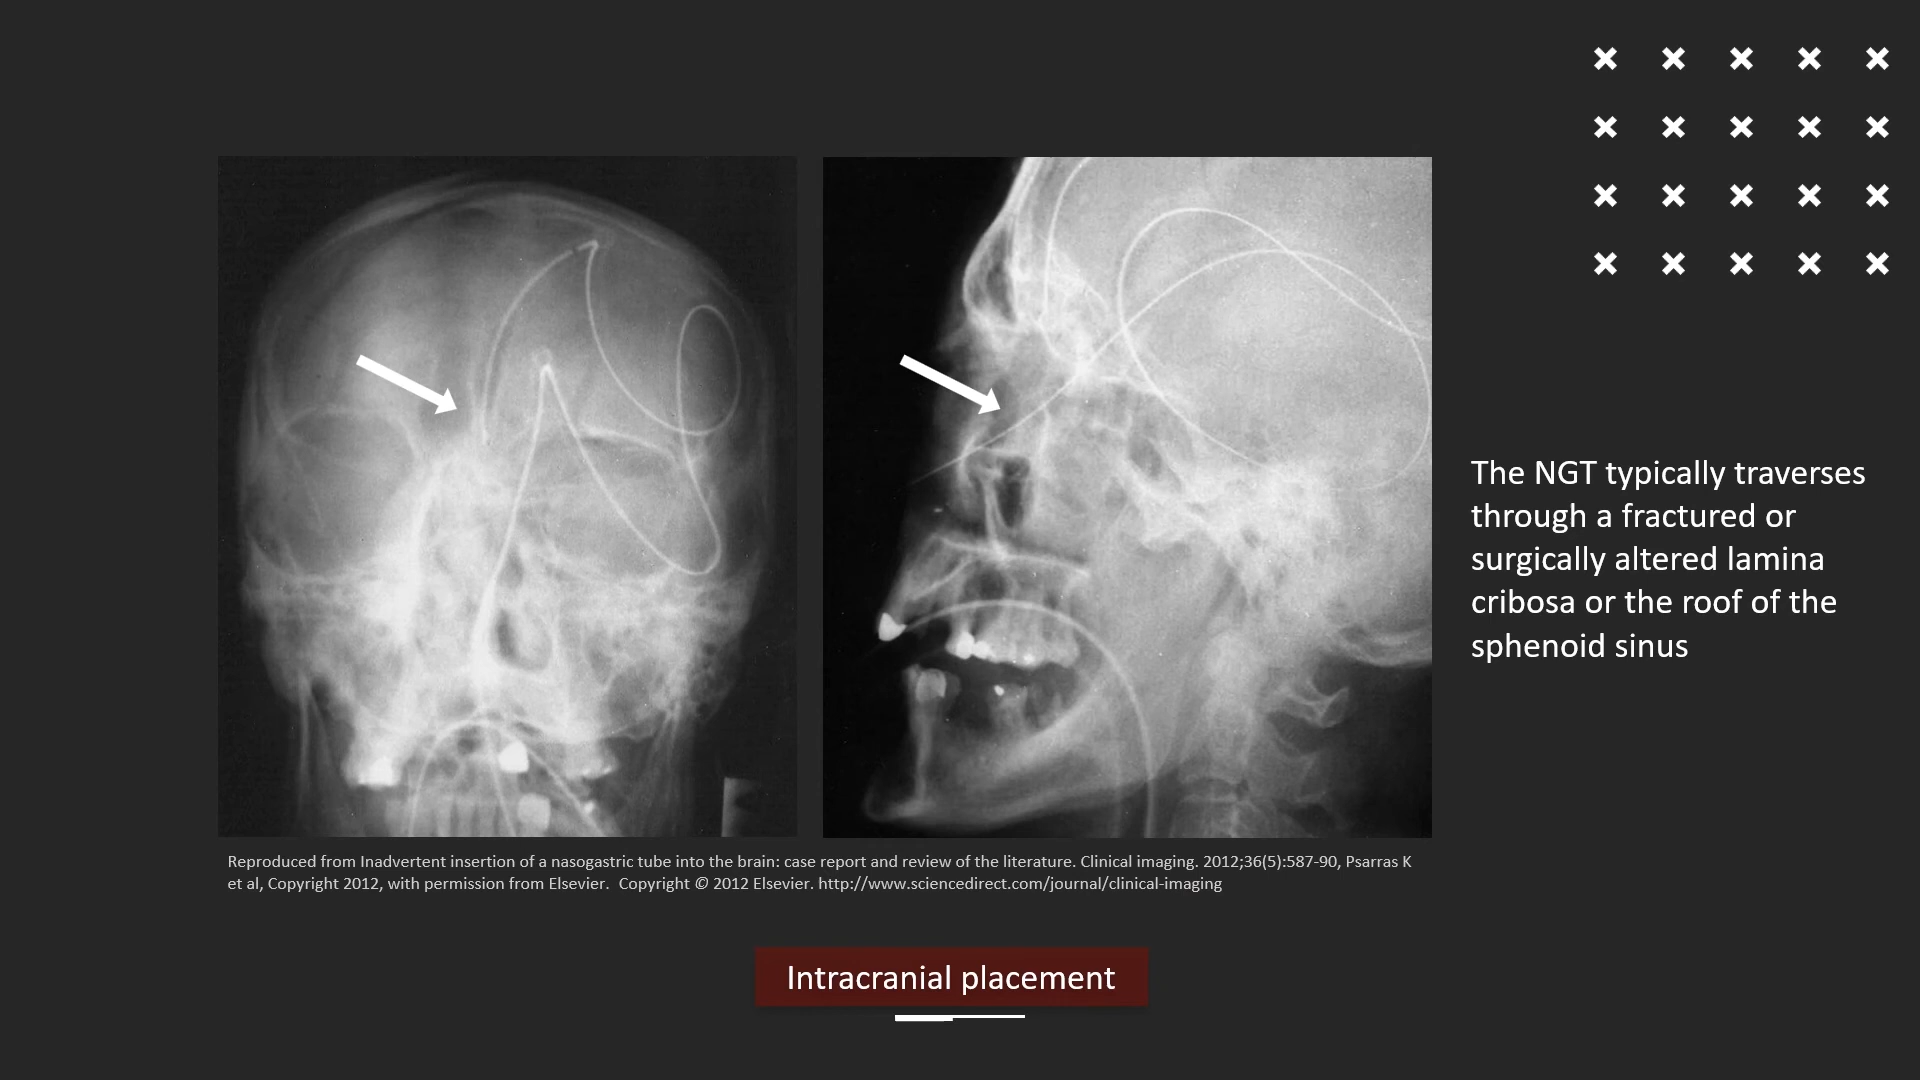 The NGT typically traverses
through a fractured or
surgically altered lamina
cribosa or the roof of the
sphenoid sinus
Reproduced from Inadvertent insertion of a nasogastric tube into the brain: case report and review of the literature. Clinical imaging. 2012;36(5):587-90, Psarras K
et al, Copyright 2012, with permission from Elsevier.  Copyright © 2012 Elsevier. http://www.sciencedirect.com/journal/clinical-imaging
Intracranial placement